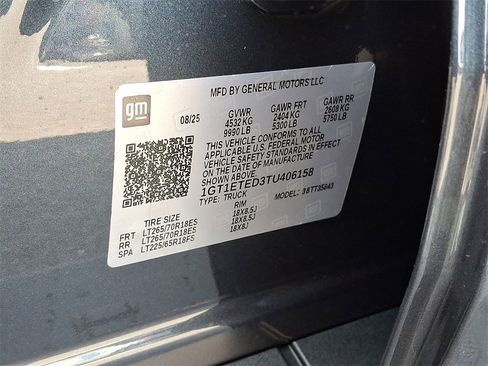 gm
MFD BY GENERAL MOTORS LLC
08/25 GVWR GAWR FRT GAWR RR
4532 KG 2404 KG 2608 KG
9990 LB 5300 LB 5750 LB
THIS VEHICLE CONFORMS TO ALL
APPLICABLE U.S. FEDERAL MOTOR
VEHICLE SAFETY STANDARDS IN EFFECT
ON THE DATE OF MANUFACTURE
1GT1ETED3TU406158
TYPE: TRUCK MODEL:
TIRE SIZE RIM
FRT LT265/70R18ES 18X8.5J
RR LT265/70R18ES 18X8.5J
SPA LT225/65R18FS 18X8J